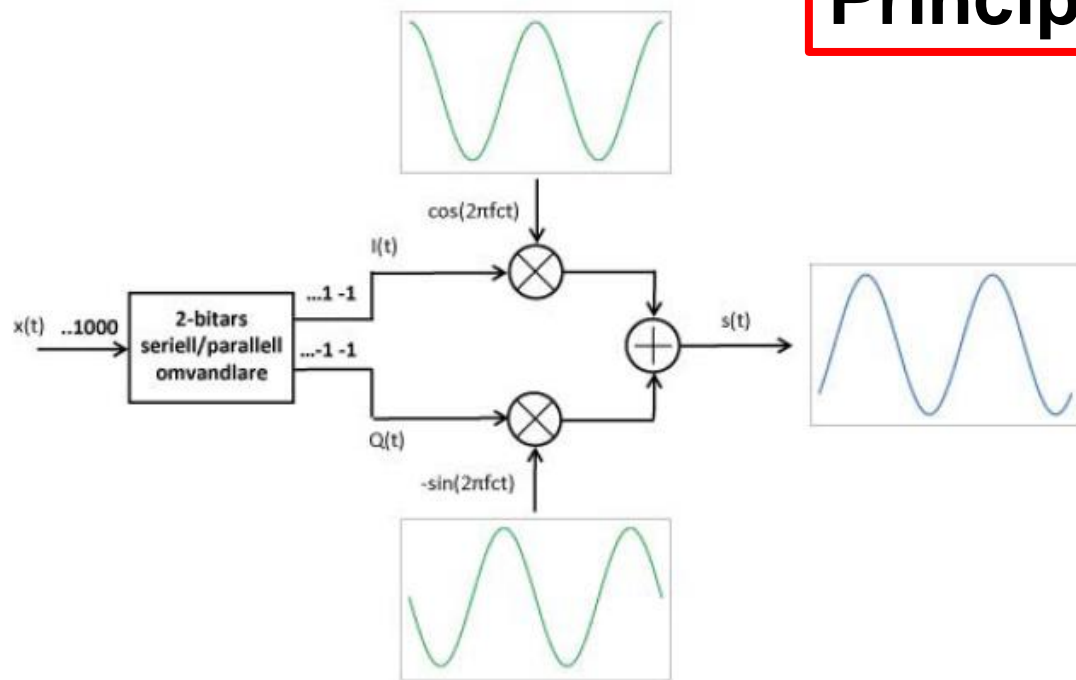 Princip
cos(2πfct)
I(t)
...1 -1
x(t) ..1000
2-bitars
seriell/parallell
omvandlare
...-1 -1
s(t)
Q(t)
-sin(2πfct)